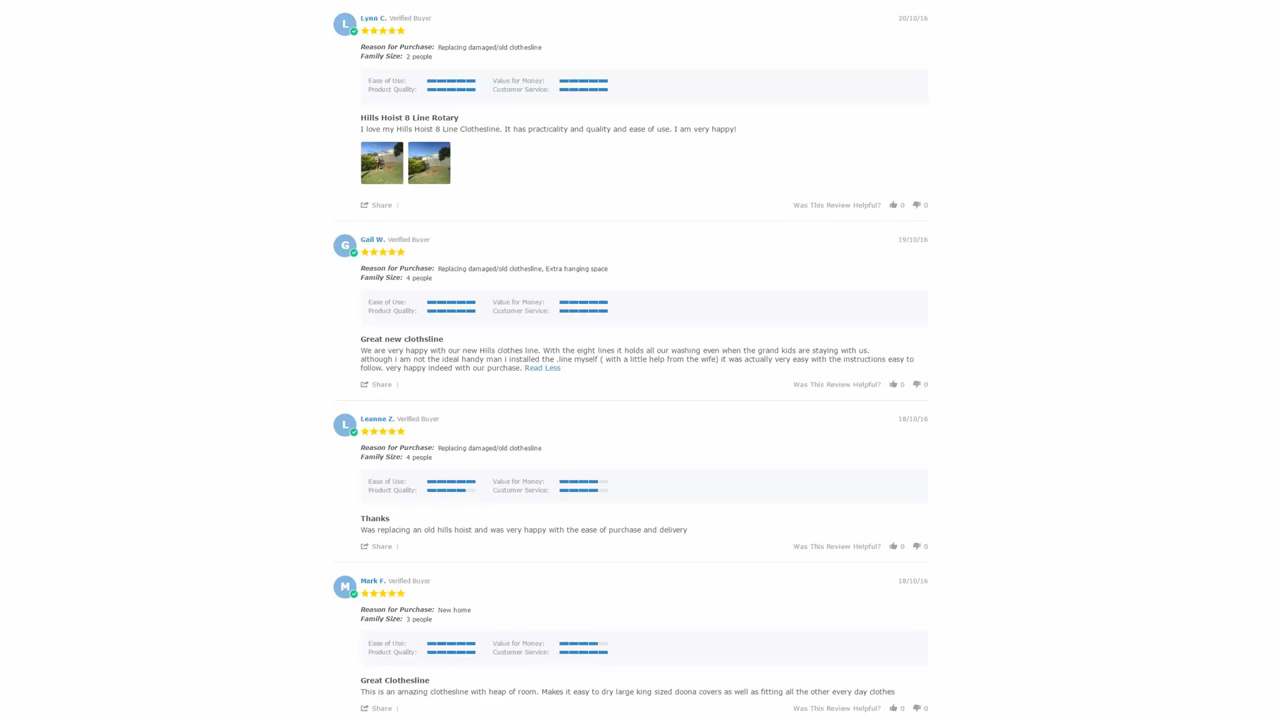 L
Lynn C. Verified Buyer
20/10/16
Reason for Purchase: Replacing damaged/old clothesline
Family Size: 2 people
Ease of Use: Value for Money:
Product Quality: Customer Service:
Hills Hoist 8 Line Rotary
I love my Hills Hoist 8 Line Clothesline. It has practicality and quality and ease of use. I am very happy!
Share | Was This Review Helpful? 0 0
G
Gail W. Verified Buyer
19/10/16
Reason for Purchase: Replacing damaged/old clothesline, Extra hanging space
Family Size: 4 people
Ease of Use: Value for Money:
Product Quality: Customer Service:
Great new clothsline
We are very happy with our new Hills clothes line. With the eight lines it holds all our washing even when the grand kids are staying with us.
although i am not the ideal handy man i installed the .line myself ( with a little help from the wife) it was actually very easy with the instructions easy to
follow. very happy indeed with our purchase. Read Less
Share | Was This Review Helpful? 0 0
L
Leanne Z. Verified Buyer
18/10/16
Reason for Purchase: Replacing damaged/old clothesline
Family Size: 4 people
Ease of Use: Value for Money:
Product Quality: Customer Service:
Thanks
Was replacing an old hills hoist and was very happy with the ease of purchase and delivery
Share | Was This Review Helpful? 0 0
M
Mark F. Verified Buyer
18/10/16
Reason for Purchase: New home
Family Size: 3 people
Ease of Use: Value for Money:
Product Quality: Customer Service:
Great Clothesline
This is an amazing clothesline with heap of room. Makes it easy to dry large king sized doona covers as well as fitting all the other every day clothes
Share | Was This Review Helpful? 0 0